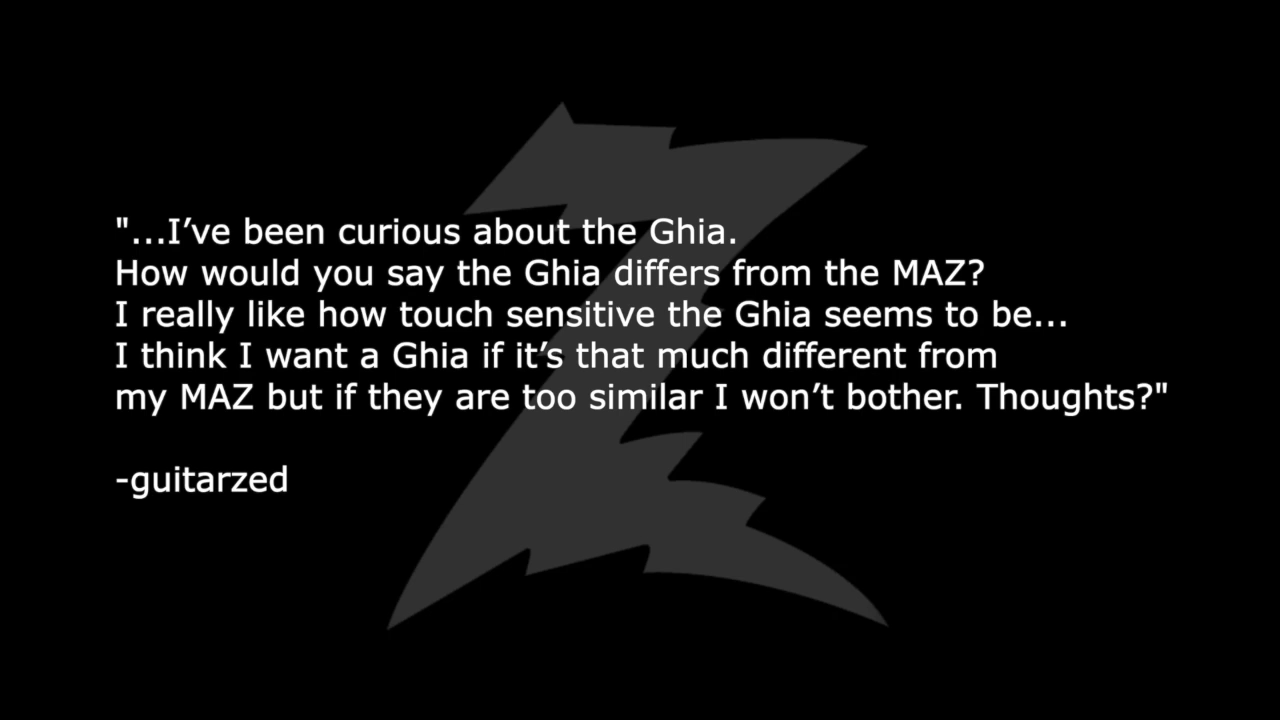 "...I’ve been curious about the Ghia.
How would you say the Ghia differs from the MAZ?
I really like how touch sensitive the Ghia seems to be...
I think I want a Ghia if it’s that much different from
my MAZ but if they are too similar I won’t bother. Thoughts?"
-guitarzed